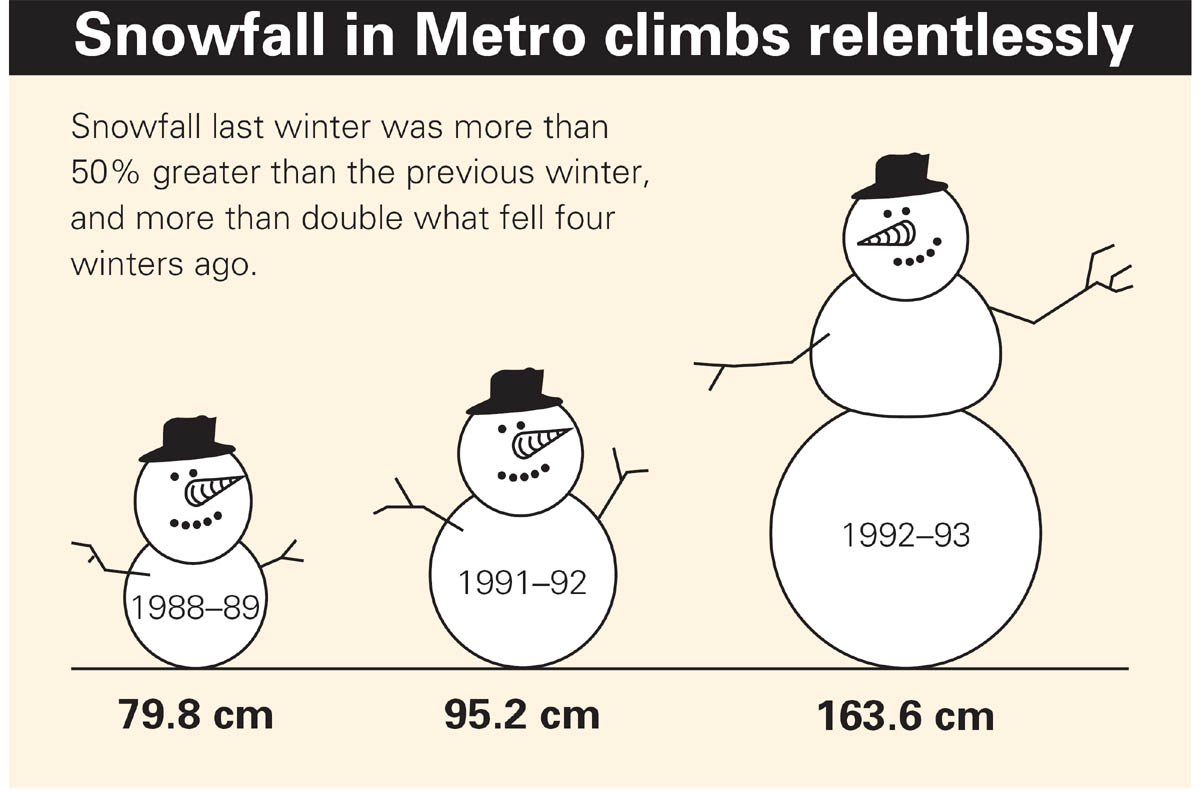 Snowfall in Metro climbs relentlessly
Snowfall last winter was more than
50% greater than the previous winter,
and more than double what fell four
winters ago.
1988–89
1991–92
1992–93
79.8 cm
95.2 cm
163.6 cm